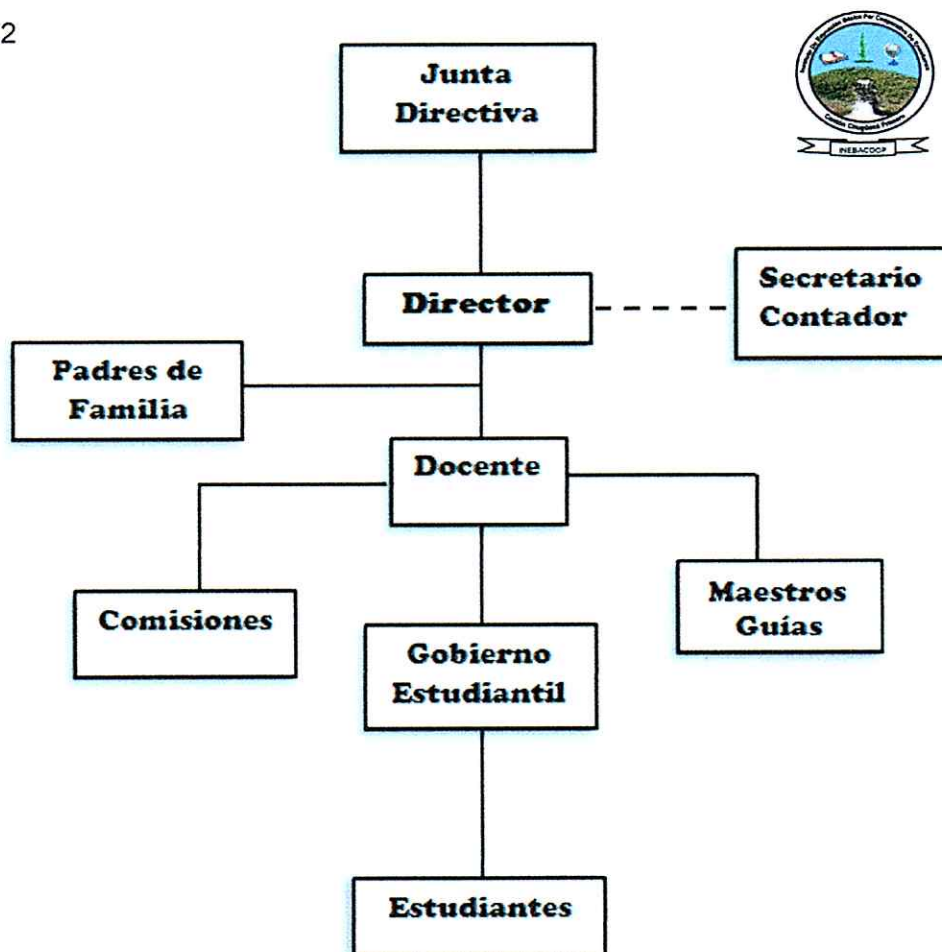 2
Junta
Directiva
INEBACOOP
Director
Secretario
Contador
Padres de
Familia
Docente
Comisiones
Maestros
Guías
Gobierno
Estudiantil
Estudiantes